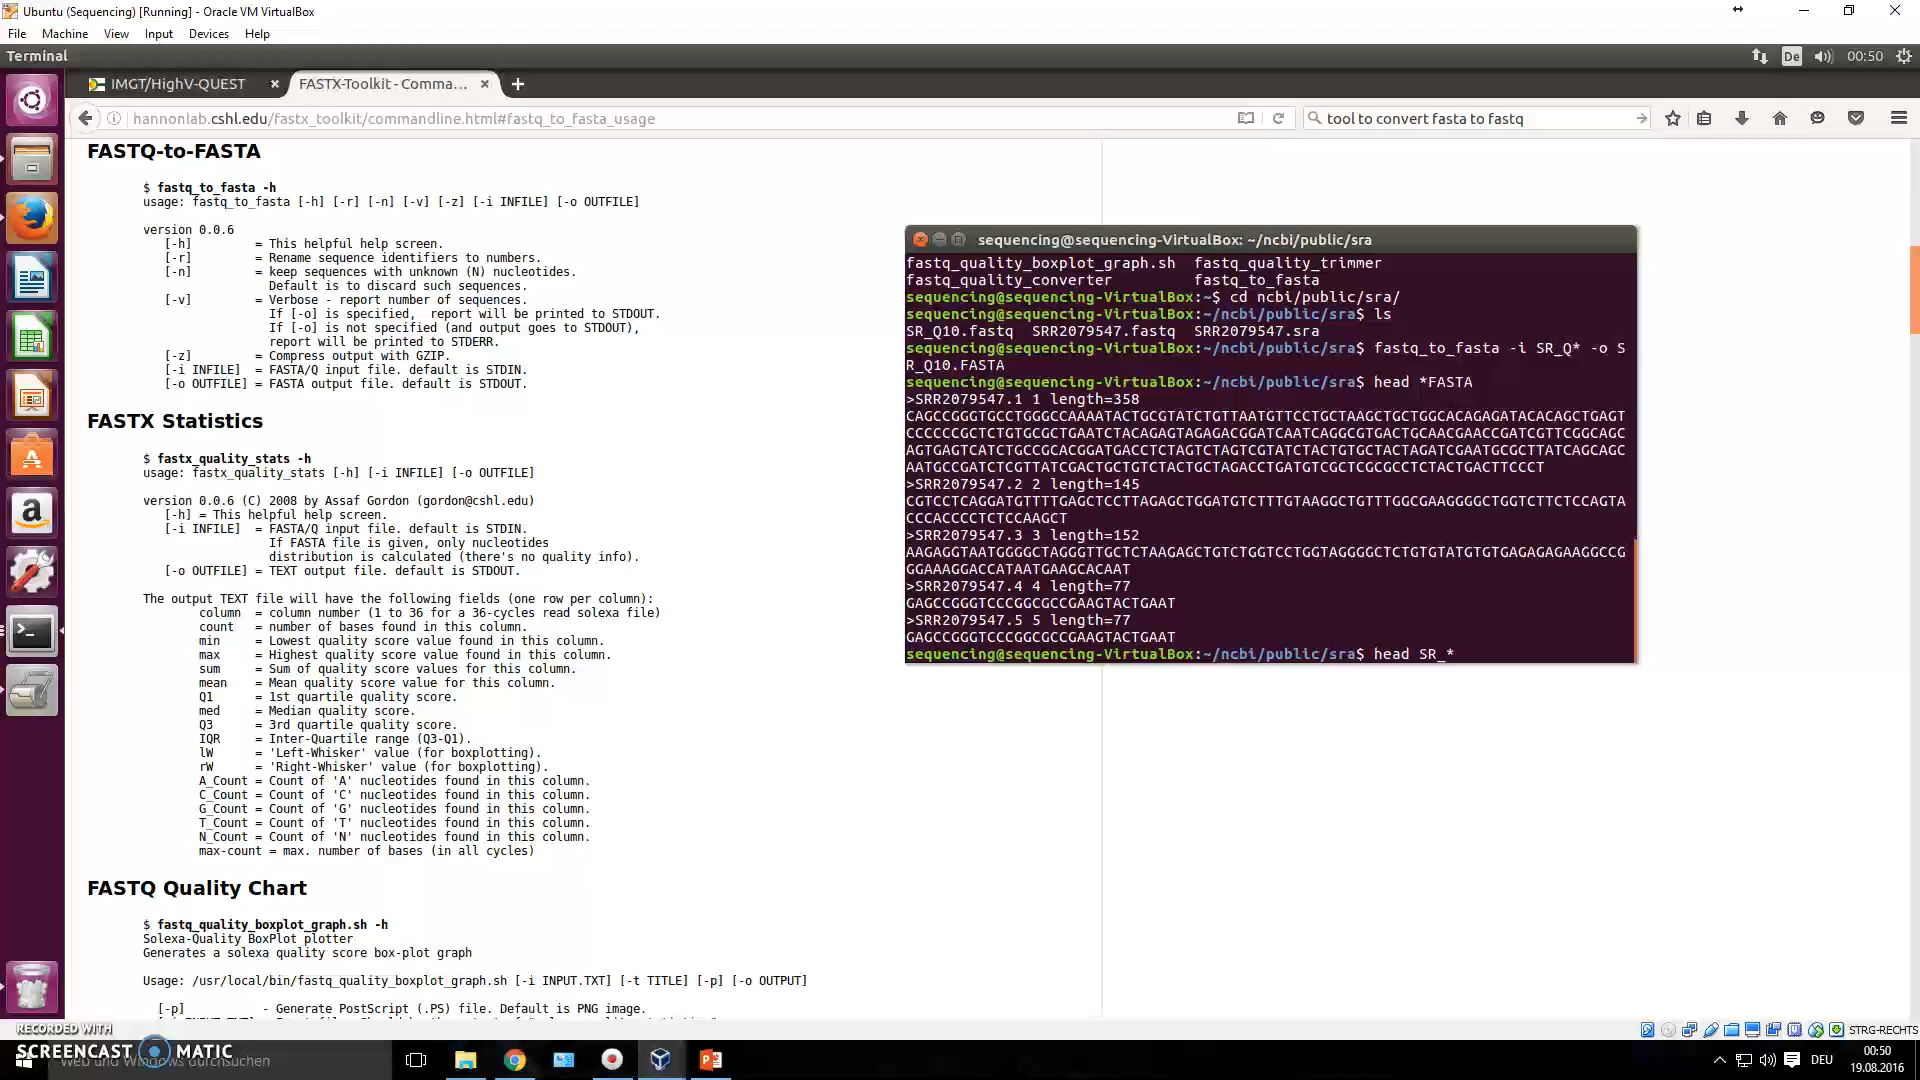 Ubuntu (Sequencing) [Running] - Oracle VM VirtualBox
File Machine View Input Devices Help
Terminal
De
00:50
IMGT/HighV-QUEST
FASTX-Toolkit - Comma...
hannonlab.cshl.edu/fastx_toolkit/commandline.html#fastq_to_fasta_usage
tool to convert fasta to fastq
FASTQ-to-FASTA
$ fastq_to_fasta -h
usage: fastq_to_fasta [-h] [-r] [-n] [-v] [-z] [-i INFILE] [-o OUTFILE]
version 0.0.6
[-h] = This helpful help screen.
[-r] = Rename sequence identifiers to numbers.
[-n] = keep sequences with unknown (N) nucleotides.
Default is to discard such sequences.
[-v] = Verbose - report number of sequences.
If [-o] is specified, report will be printed to STDOUT.
If [-o] is not specified (and output goes to STDOUT),
report will be printed to STDERR.
[-z] = Compress output with GZIP.
[-i INFILE] = FASTA/Q input file. default is STDIN.
[-o OUTFILE] = FASTA output file. default is STDOUT.
FASTX Statistics
$ fastx_quality_stats -h
usage: fastx_quality_stats [-h] [-i INFILE] [-o OUTFILE]
version 0.0.6 (C) 2008 by Assaf Gordon (gordon@cshl.edu)
[-h] = This helpful help screen.
[-i INFILE] = FASTA/Q input file. default is STDIN.
If FASTA file is given, only nucleotides
distribution is calculated (there's no quality info).
[-o OUTFILE] = TEXT output file. default is STDOUT.
The output TEXT file will have the following fields (one row per column):
column = column number (1 to 36 for a 36-cycles read solexa file)
count = number of bases found in this column.
min = Lowest quality score value found in this column.
max = Highest quality score value found in this column.
sum = Sum of quality score values for this column.
mean = Mean quality score value for this column.
Q1 = 1st quartile quality score.
med = Median quality score.
Q3 = 3rd quartile quality score.
IQR = Inter-Quartile range (Q3-Q1).
lW = 'Left-Whisker' value (for boxplotting).
rW = 'Right-Whisker' value (for boxplotting).
A_Count = Count of 'A' nucleotides found in this column.
C_Count = Count of 'C' nucleotides found in this column.
G_Count = Count of 'G' nucleotides found in this column.
T_Count = Count of 'T' nucleotides found in this column.
N_Count = Count of 'N' nucleotides found in this column.
max-count = max. number of bases (in all cycles)
FASTQ Quality Chart
$ fastq_quality_boxplot_graph.sh -h
Solexa-Quality BoxPlot plotter
Generates a solexa quality score box-plot graph
Usage: /usr/local/bin/fastq_quality_boxplot_graph.sh [-i INPUT.TXT] [-t TITLE] [-p] [-o OUTPUT]
[-p] - Generate PostScript (.PS) file. Default is PNG image.
sequencing@sequencing-VirtualBox: ~/ncbi/public/sra
fastq_quality_boxplot_graph.sh fastq_quality_trimmer
fastq_quality_converter fastq_to_fasta
sequencing@sequencing-VirtualBox:~$ cd ncbi/public/sra/
sequencing@sequencing-VirtualBox:~/ncbi/public/sra$ ls
SR_Q10.fastq SRR2079547.fastq SRR2079547.sra
sequencing@sequencing-VirtualBox:~/ncbi/public/sra$ fastq_to_fasta -i SR_Q* -o S
R_Q10.FASTA
sequencing@sequencing-VirtualBox:~/ncbi/public/sra$ head *FASTA
>SRR2079547.1 1 length=358
CAGCCGGGTGCCTGGGCCAAAATACTGCGTATCTGTTAATGTTCCTGCTAAGCTGCTGGCACAGAGATACACAGCTGAGT
CCCCCCGCTCTGTGCGCTGAATCTACAGAGTAGAGACGGATCAATCAGGCGTGACTGCAACGAACCGATCGTTCGGCAGC
AGTGAGTCATCTGCCGCACGGATGACCTCTAGTCTAGTCGTATCTACTGTGCTACTAGATCGAATGCGCTTATCAGCAGC
AATGCCGATCTCGTTATCGACTGCTGTCTACTGCTAGACCTGATGTCGCTCGCGCCTCTACTGACTTCCCT
>SRR2079547.2 2 length=145
CGTCCTCAGGATGTTTTGAGCTCCTTAGAGCTGGATGTCTTTGTAAGGCTGTTTGGCGAAGGGGCTGGTCTTCTCCAGTA
CCCACCCCTCTCCAAGCT
>SRR2079547.3 3 length=152
AAGAGGTAATGGGGCTAGGGTTGCTCTAAGAGCTGTCTGGTCCTGGTAGGGGCTCTGTGTATGTGTGAGAGAGAAGGCCG
GGAAAGGACCATAATGAAGCACAAT
>SRR2079547.4 4 length=77
GAGCCGGGTCCCGGCGCCGAAGTACTGAAT
>SRR2079547.5 5 length=77
GAGCCGGGTCCCGGCGCCGAAGTACTGAAT
sequencing@sequencing-VirtualBox:~/ncbi/public/sra$ head SR_*
STRG-RECHTS
RECORDED WITH
SCREENCAST MATIC
Web und Windows durchsuchen
DEU
00:50
19.08.2016